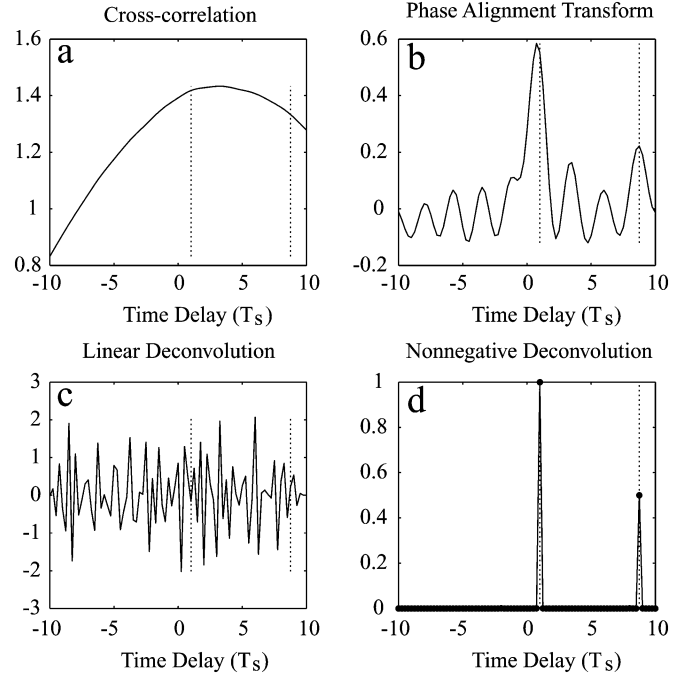 Cross-correlation
a
1.6
1.4
1.2
1
0.8
-10 -5 0 5 10
Time Delay (Ts)
Phase Alignment Transform
b
0.6
0.4
0.2
0
-0.2
-10 -5 0 5 10
Time Delay (Ts)
Linear Deconvolution
c
3
2
1
0
-1
-2
-3
-10 -5 0 5 10
Time Delay (Ts)
Nonnegative Deconvolution
d
1
0.8
0.6
0.4
0.2
0
-10 -5 0 5 10
Time Delay (Ts)